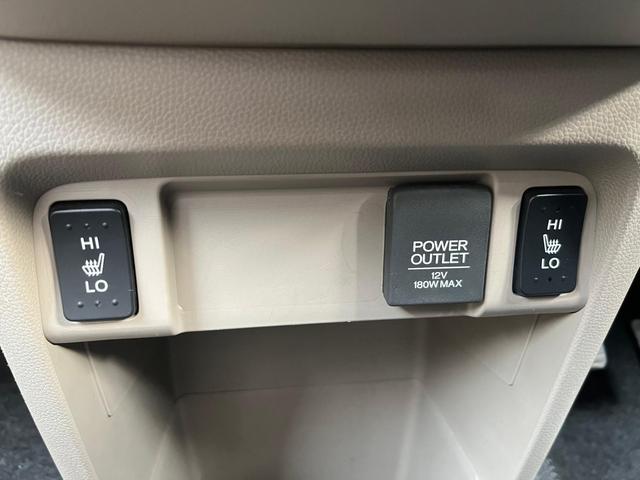 HI
LO
POWER
OUTLET
12V
180W MAX
HI
LO